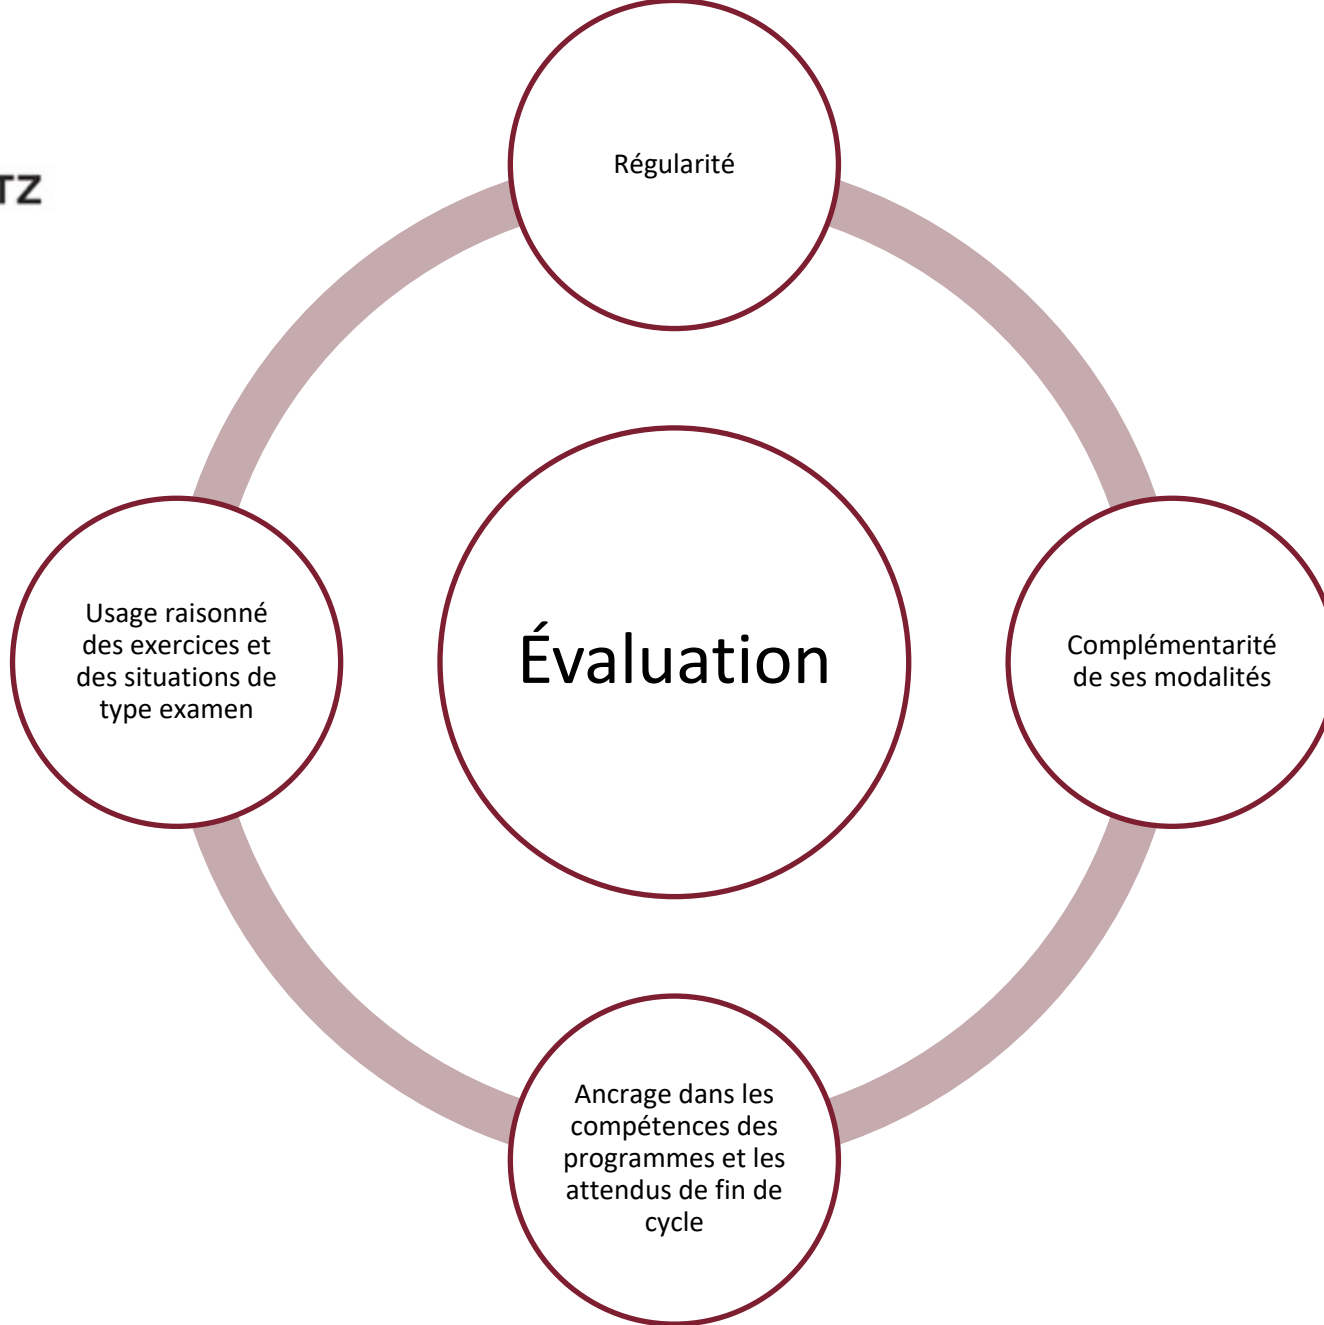 TZ
Régularité
Usage raisonné
des exercices et
des situations de
type examen
Évaluation
Complémentarité
de ses modalités
Ancrage dans les
compétences des
programmes et les
attendus de fin de
cycle